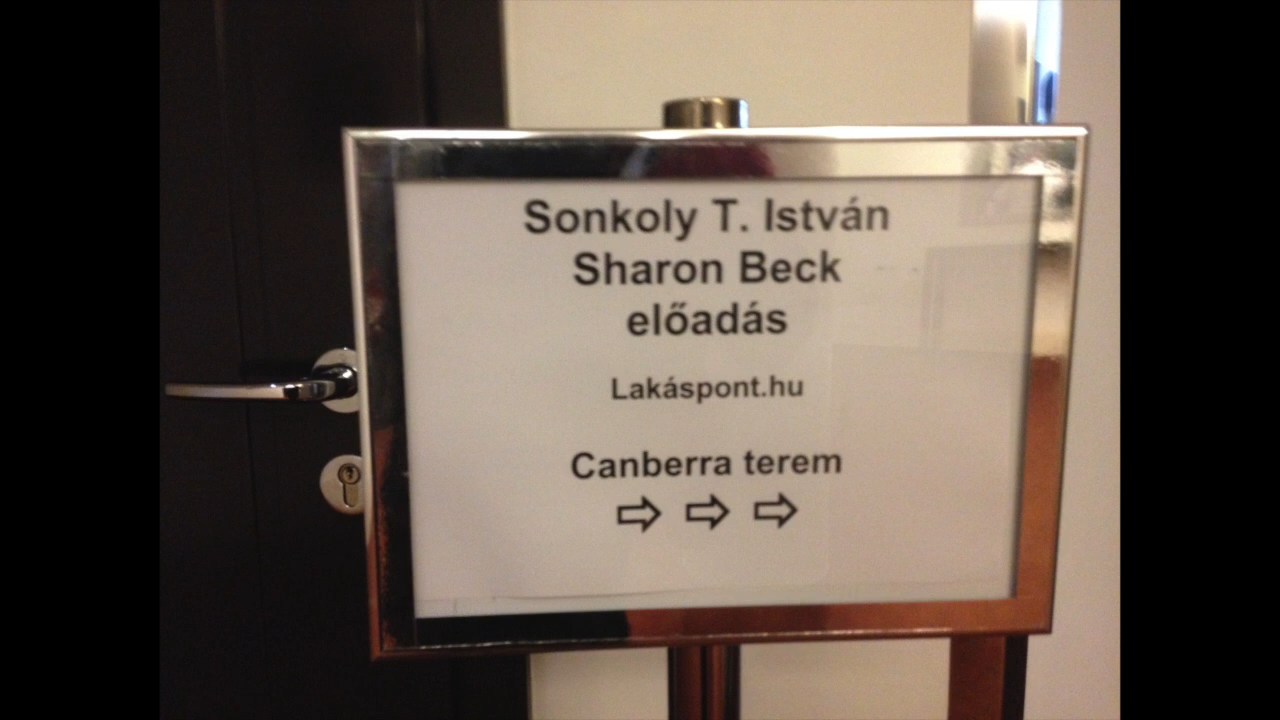 Sonkoly T. István
Sharon Beck
előadás
Lakáspont.hu
Canberra terem
⇨ ⇨ ⇨